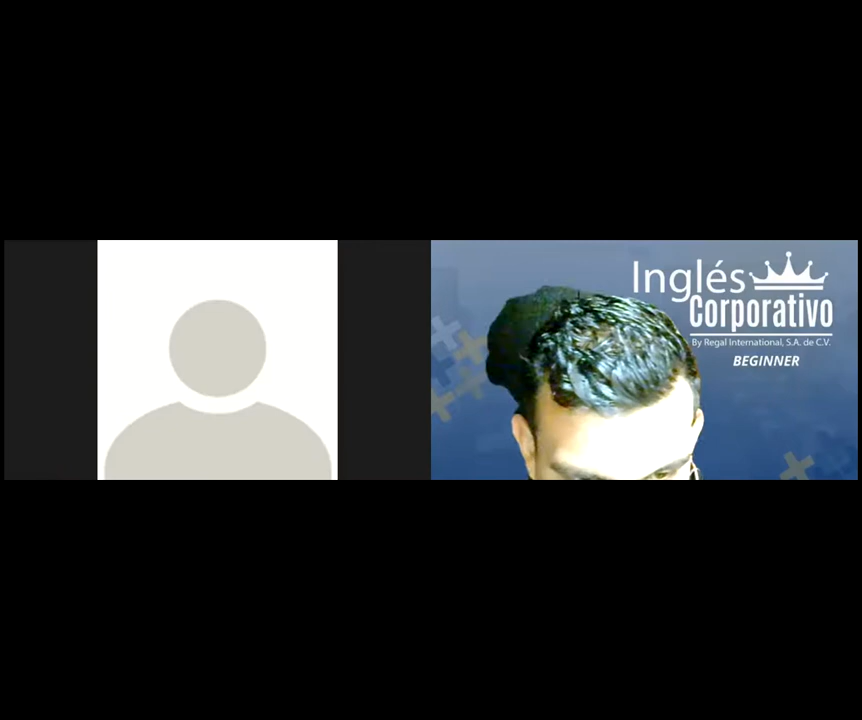 Inglés
Corporativo
By Regal International, S.A. de C.V.
BEGINNER